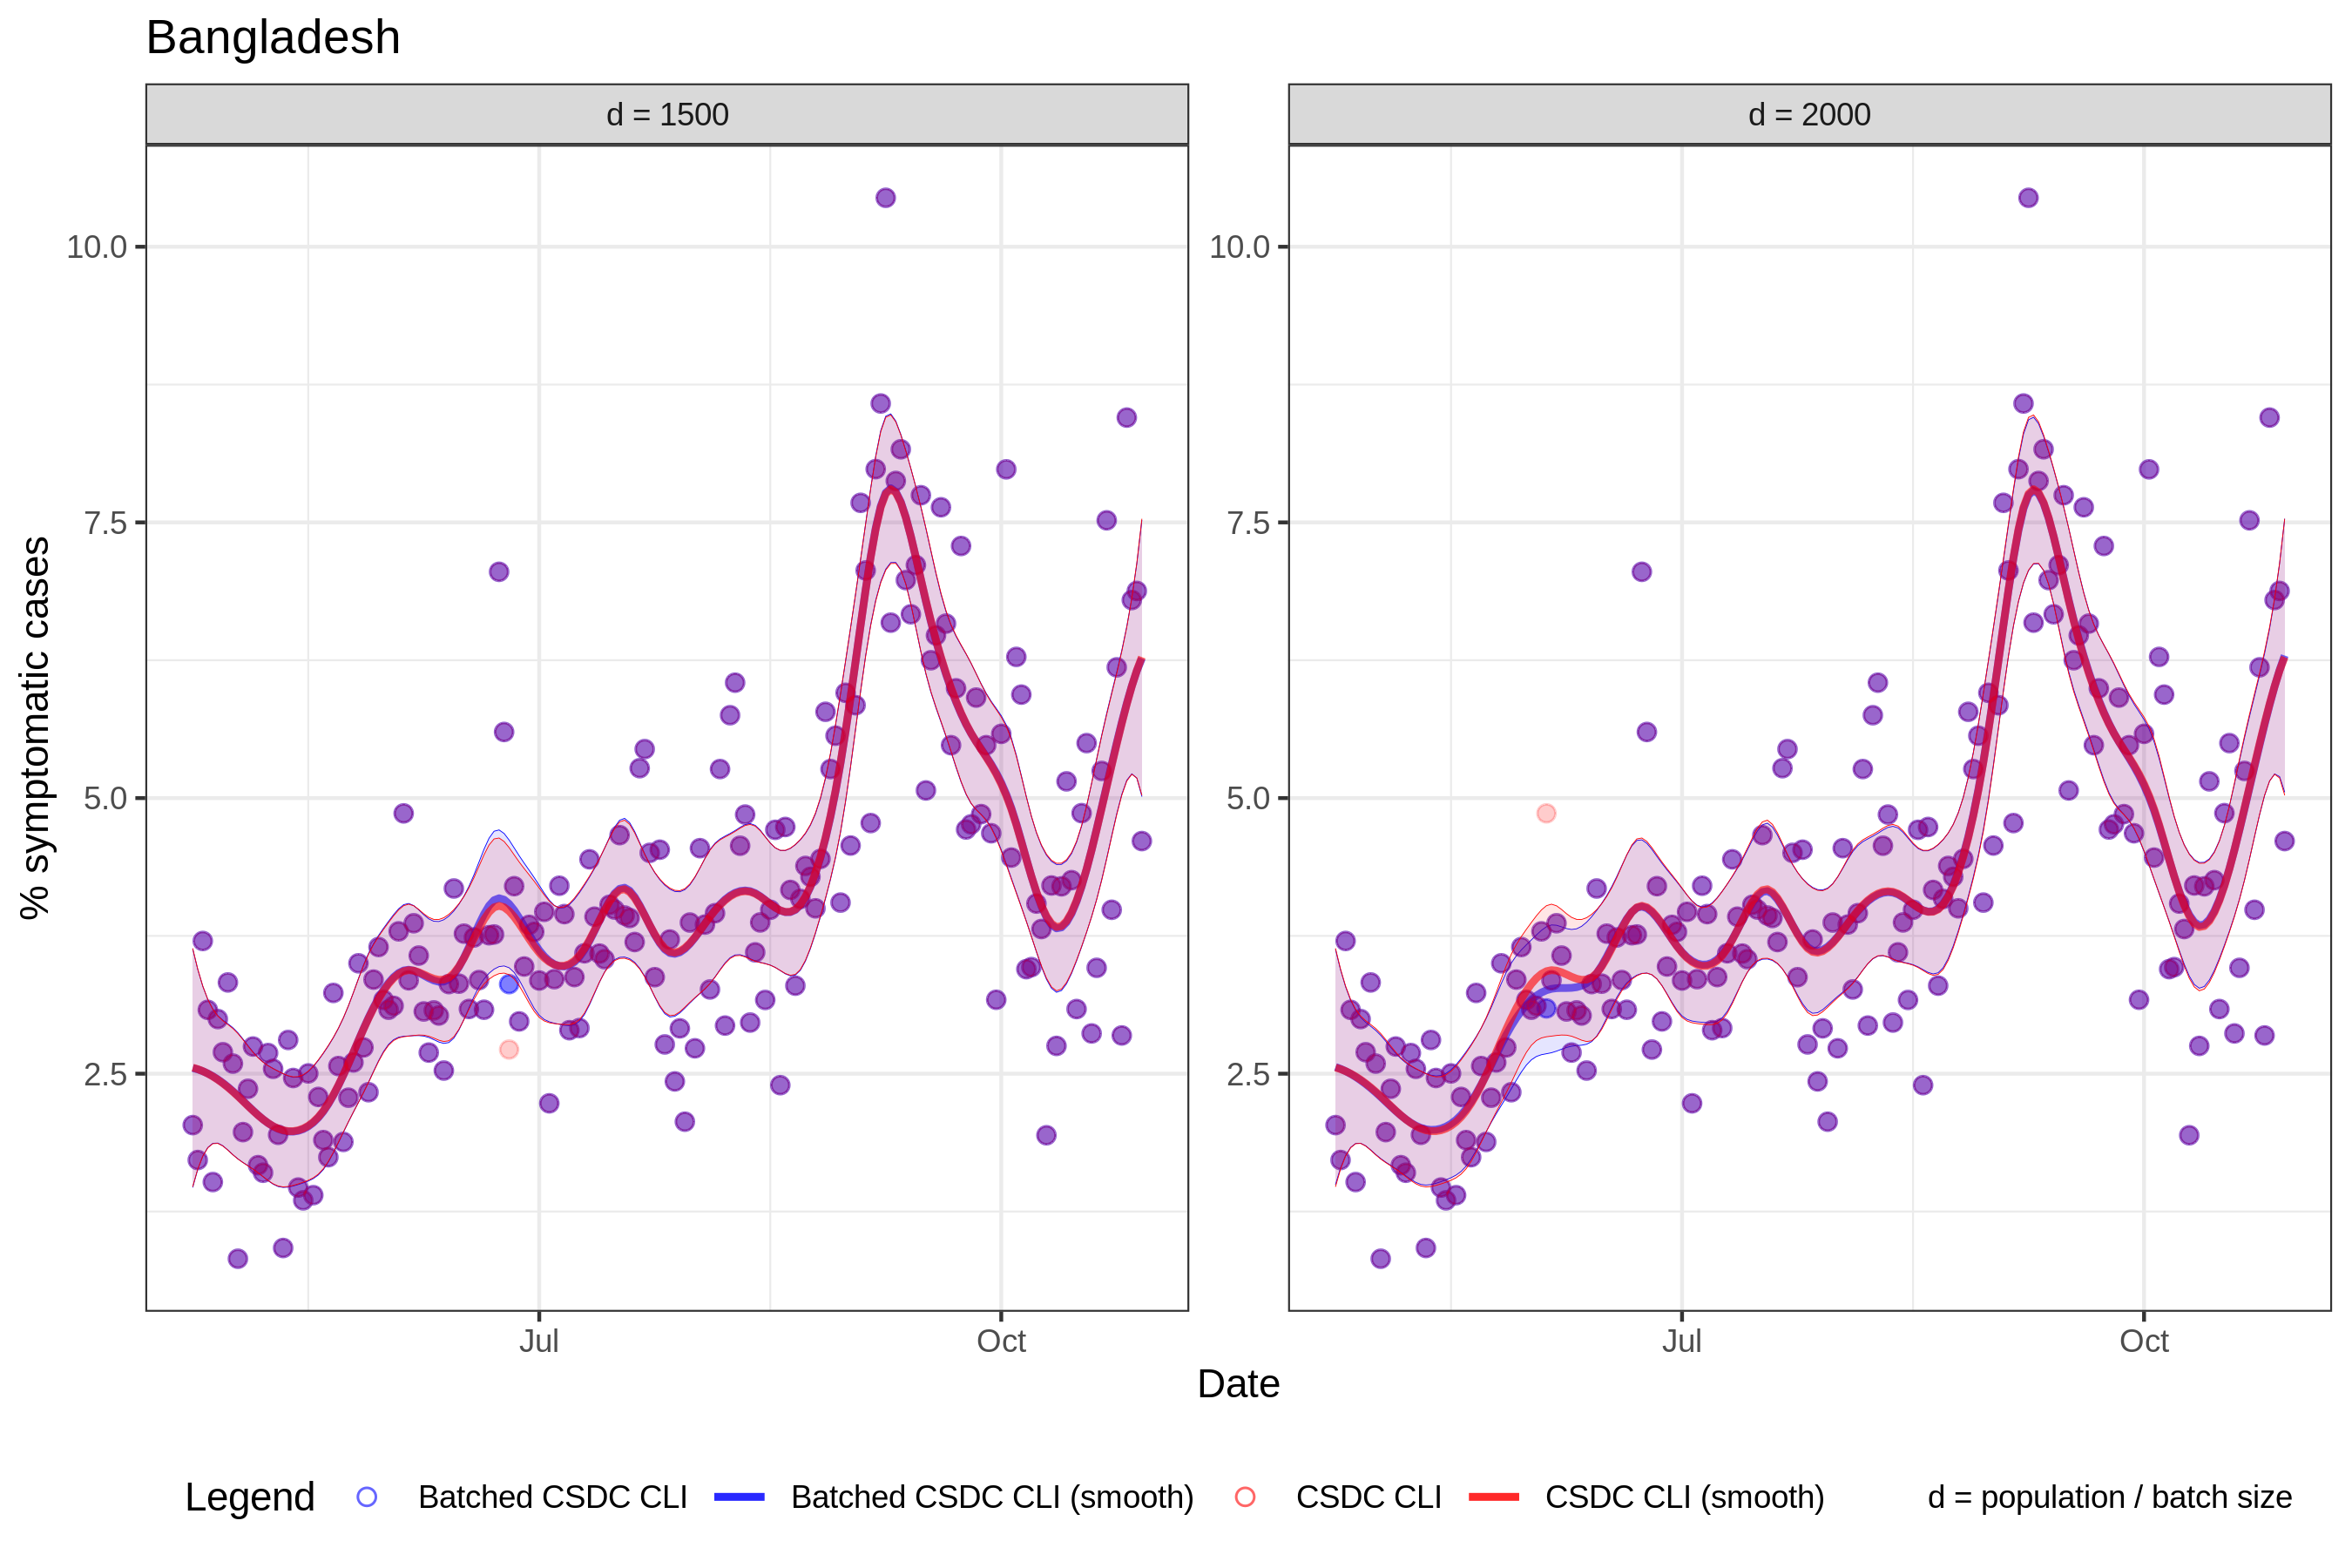 Bangladesh
d = 1500
d = 2000
% symptomatic cases
10.0
7.5
5.0
2.5
10.0
7.5
5.0
2.5
Jul
Oct
Jul
Oct
Date
Legend Batched CSDC CLI Batched CSDC CLI (smooth) CSDC CLI CSDC CLI (smooth) d = population / batch size